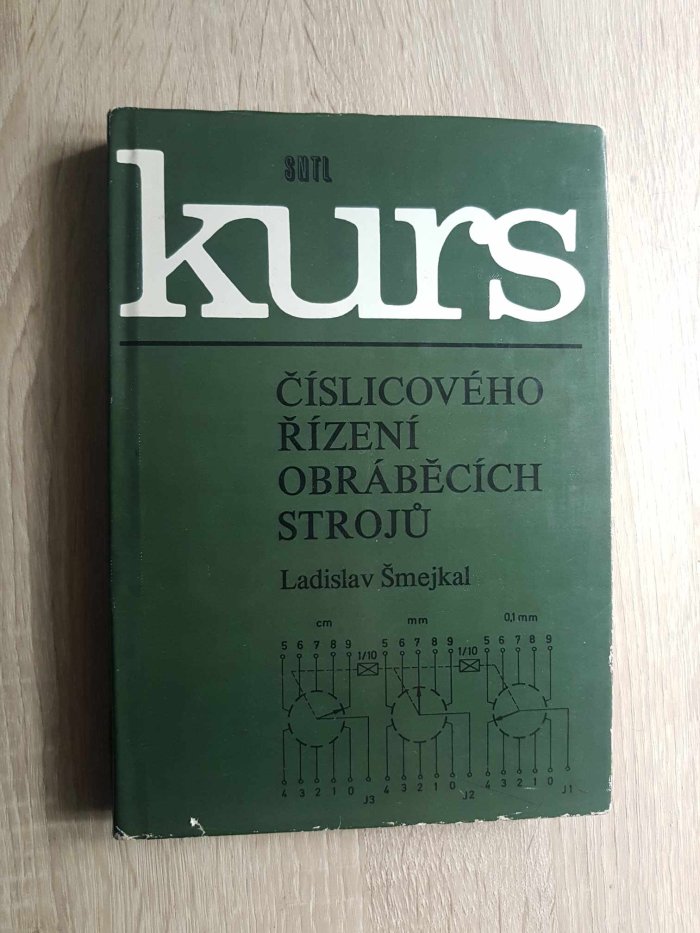 SNTL
kurs
ČÍSLICOVÉHO
ŘÍZENÍ
OBRÁBĚCÍCH
STROJŮ
Ladislav Šmejkal
cm mm 0,1 mm
5 6 7 8 9 1/10 5 6 7 8 9 1/10 5 6 7 8 9
4 3 2 1 0 J3 4 3 2 1 0 J2 4 3 2 1 0 J1